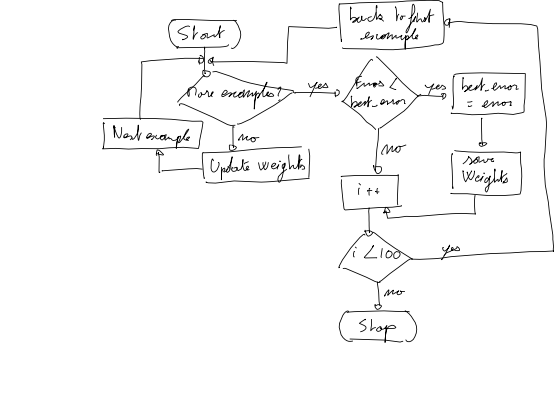 Start
back to first
example
More examples?
yes
Error <
best_error
yes
best_error
= error
Next example
no
Update Weights
no
save
Weights
i++
i < 100
yes
no
Stop